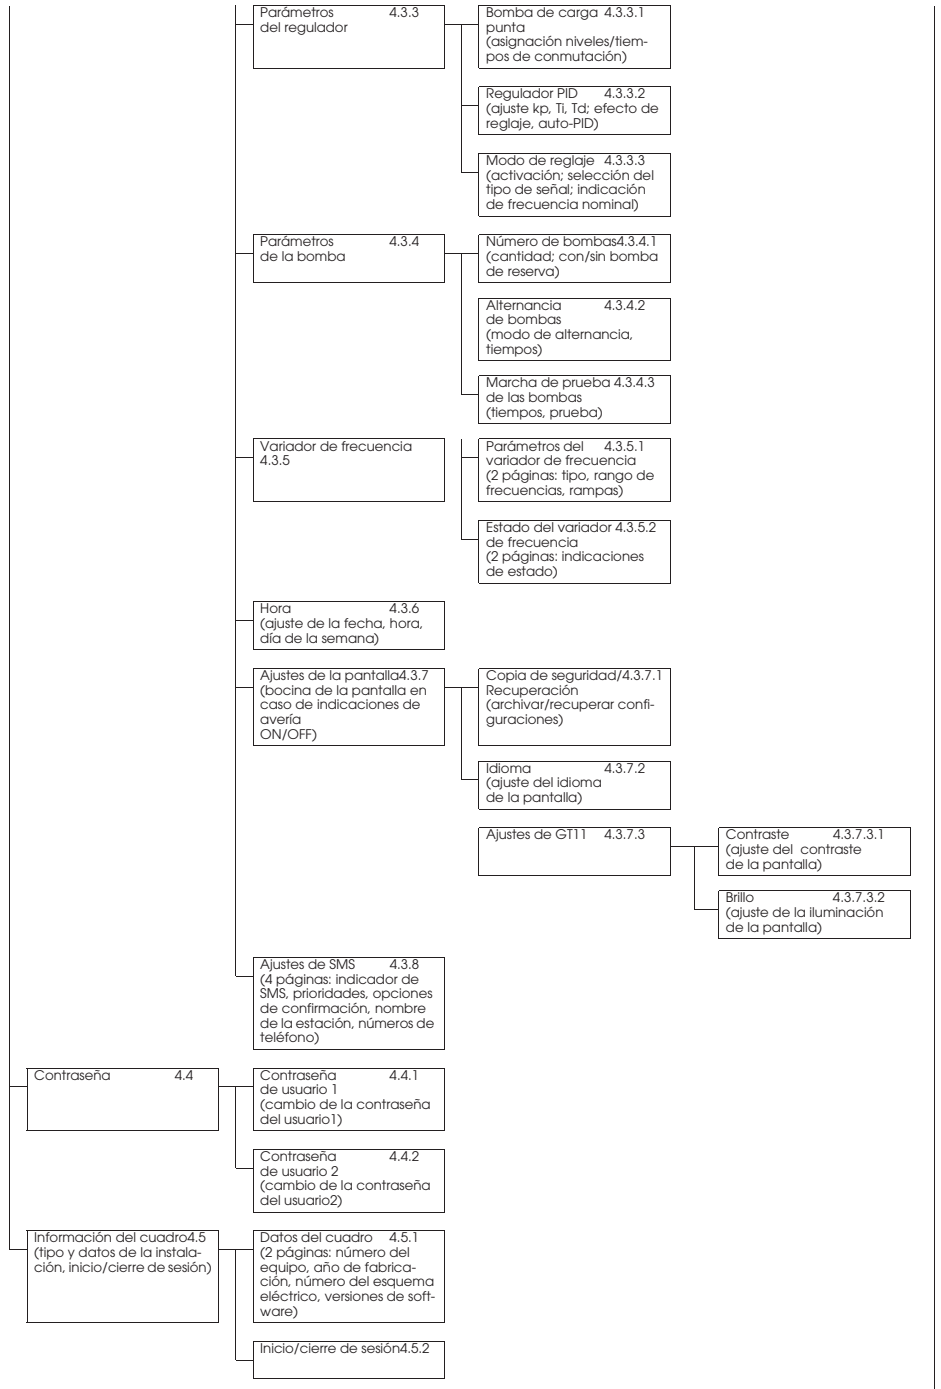 Parámetros 4.3.3
del regulador
Bomba de carga 4.3.3.1
punta
(asignación niveles/tiem-
pos de conmutación)
Regulador PID 4.3.3.2
(ajuste kp, Ti, Td; efecto de
reglaje, auto-PID)
Modo de reglaje 4.3.3.3
(activación; selección del
tipo de señal; indicación
de frecuencia nominal)
Parámetros 4.3.4
de la bomba
Número de bombas4.3.4.1
(cantidad; con/sin bomba
de reserva)
Alternancia 4.3.4.2
de bombas
(modo de alternancia,
tiempos)
Marcha de prueba 4.3.4.3
de las bombas
(tiempos, prueba)
Variador de frecuencia
4.3.5
Parámetros del 4.3.5.1
variador de frecuencia
(2 páginas: tipo, rango de
frecuencias, rampas)
Estado del variador 4.3.5.2
de frecuencia
(2 páginas: indicaciones
de estado)
Hora 4.3.6
(ajuste de la fecha, hora,
día de la semana)
Ajustes de la pantalla4.3.7
(bocina de la pantalla en
caso de indicaciones de
avería
ON/OFF)
Copia de seguridad/4.3.7.1
Recuperación
(archivar/recuperar confi-
guraciones)
Idioma 4.3.7.2
(ajuste del idioma
de la pantalla)
Ajustes de GT11 4.3.7.3
Contraste 4.3.7.3.1
(ajuste del contraste
de la pantalla)
Brillo 4.3.7.3.2
(ajuste de la iluminación
de la pantalla)
Ajustes de SMS 4.3.8
(4 páginas: indicador de
SMS, prioridades, opciones
de confirmación, nombre
de la estación, números de
teléfono)
Contraseña 4.4
Contraseña 4.4.1
de usuario 1
(cambio de la contraseña
del usuario1)
Contraseña 4.4.2
de usuario 2
(cambio de la contraseña
del usuario2)
Información del cuadro4.5
(tipo y datos de la instala-
ción, inicio/cierre de sesión)
Datos del cuadro 4.5.1
(2 páginas: número del
equipo, año de fabrica-
ción, número del esquema
eléctrico, versiones de soft-
ware)
Inicio/cierre de sesión4.5.2